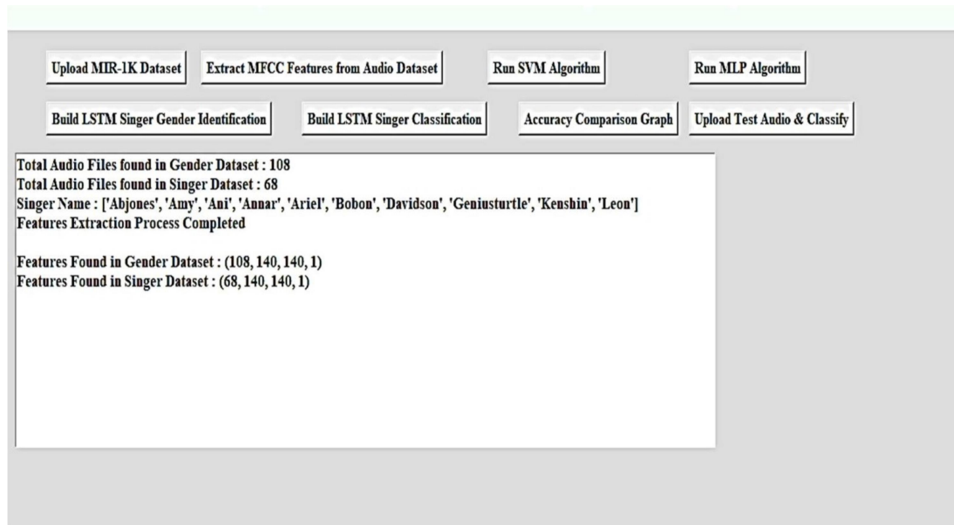 Upload MIR-1K Dataset Extract MFCC Features from Audio Dataset Run SVM Algorithm Run MLP Algorithm
Build LSTM Singer Gender Identification Build LSTM Singer Classification Accuracy Comparison Graph Upload Test Audio & Classify
Total Audio Files found in Gender Dataset : 108
Total Audio Files found in Singer Dataset : 68
Singer Name : ['Abjones', 'Amy', 'Ani', 'Annar', 'Ariel', 'Bobon', 'Davidson', 'Geniusturtle', 'Kenshin', 'Leon']
Features Extraction Process Completed
Features Found in Gender Dataset : (108, 140, 140, 1)
Features Found in Singer Dataset : (68, 140, 140, 1)